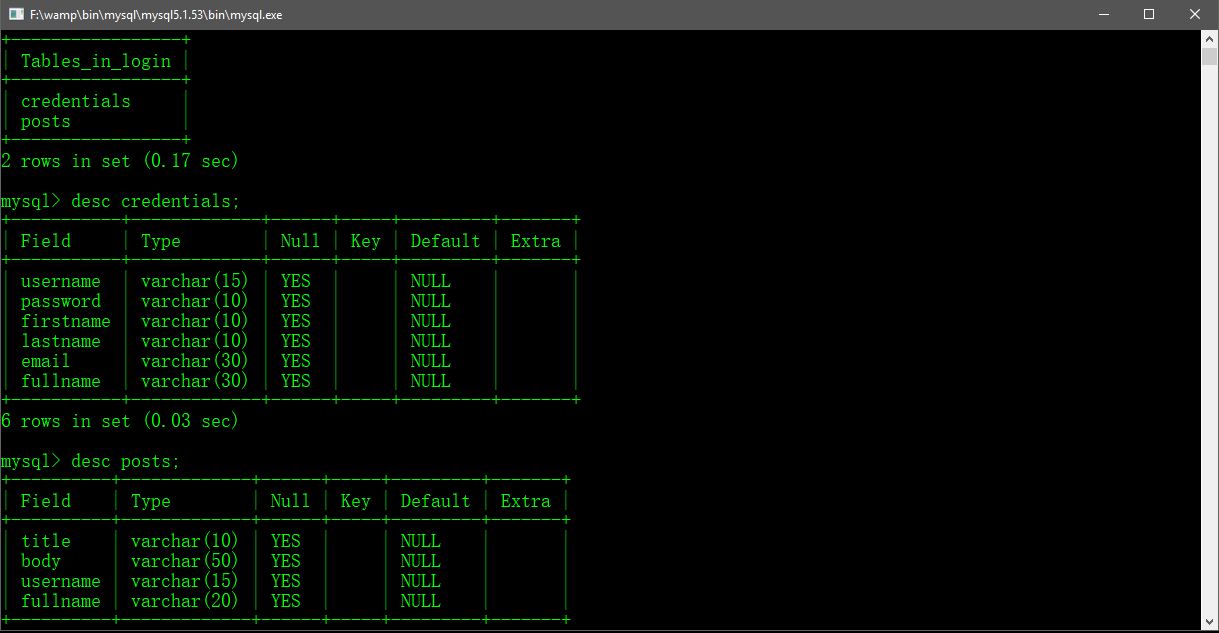 F:\wamp\bin\mysql\mysql5.1.53\bin\mysql.exe
+-----------------+
| Tables_in_login |
+-----------------+
| credentials     |
| posts           |
+-----------------+
2 rows in set (0.17 sec)
mysql> desc credentials;
+-----------+-------------+------+-----+---------+-------+
| Field     | Type        | Null | Key | Default | Extra |
+-----------+-------------+------+-----+---------+-------+
| username  | varchar(15) | YES  |     | NULL    |       |
| password  | varchar(10) | YES  |     | NULL    |       |
| firstname | varchar(10) | YES  |     | NULL    |       |
| lastname  | varchar(10) | YES  |     | NULL    |       |
| email     | varchar(30) | YES  |     | NULL    |       |
| fullname  | varchar(30) | YES  |     | NULL    |       |
+-----------+-------------+------+-----+---------+-------+
6 rows in set (0.03 sec)
mysql> desc posts;
+----------+-------------+------+-----+---------+-------+
| Field    | Type        | Null | Key | Default | Extra |
+----------+-------------+------+-----+---------+-------+
| title    | varchar(10) | YES  |     | NULL    |       |
| body     | varchar(50) | YES  |     | NULL    |       |
| username | varchar(15) | YES  |     | NULL    |       |
| fullname | varchar(20) | YES  |     | NULL    |       |
+----------+-------------+------+-----+---------+-------+